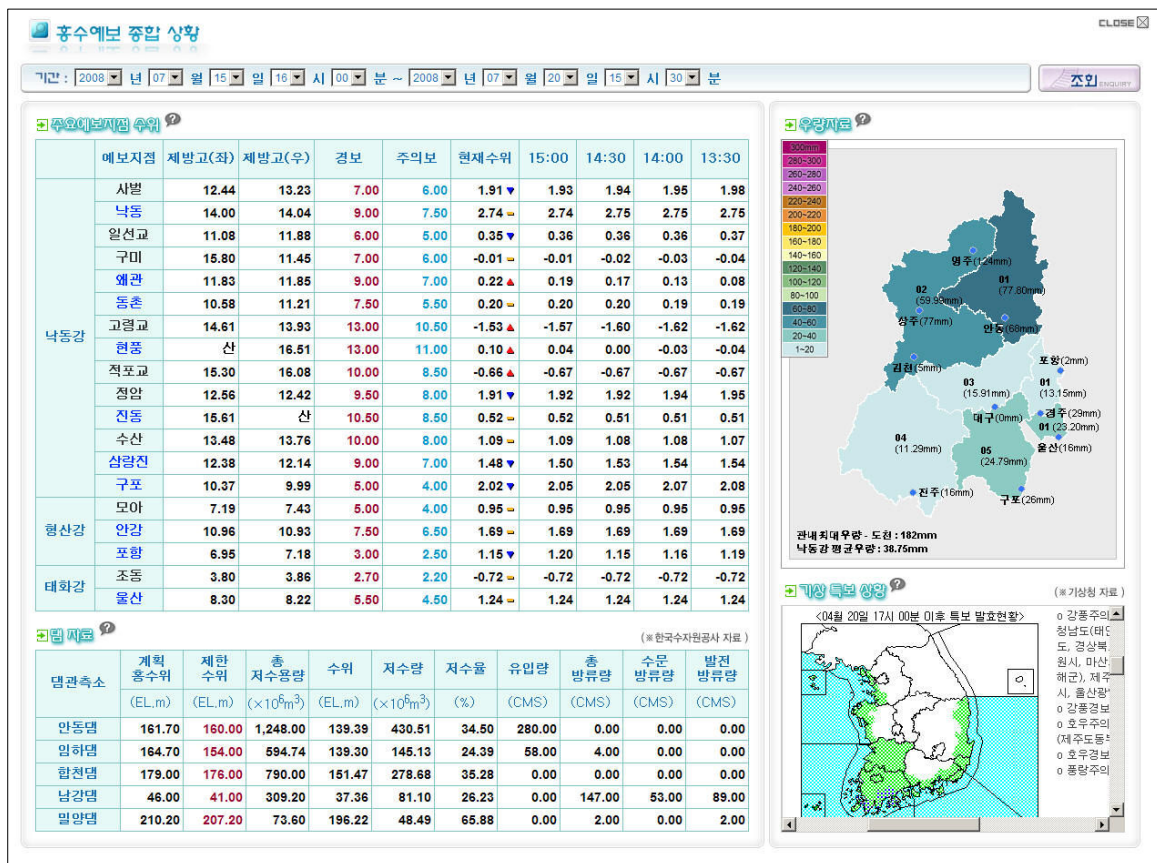 홍수예보 종합 상황
CLOSE
기간 : 2008 년 07 월 15 일 16 시 00 분 ~ 2008 년 07 월 20 일 15 시 30 분
조회 ENQUIRY
주요예보지점 수위 ?
예보지점 제방고(좌) 제방고(우) 경보 주의보 현재수위 15:00 14:30 14:00 13:30
낙동강
사벌 12.44 13.23 7.00 6.00 1.91 ▼ 1.93 1.94 1.95 1.98
낙동 14.00 14.04 9.00 7.50 2.74 - 2.74 2.75 2.75 2.75
일선교 11.08 11.88 6.00 5.00 0.35 ▼ 0.36 0.36 0.36 0.37
구미 15.80 11.45 7.00 6.00 -0.01 - -0.01 -0.02 -0.03 -0.04
왜관 11.83 11.85 9.00 7.00 0.22 ▲ 0.19 0.17 0.13 0.08
동촌 10.58 11.21 7.50 5.50 0.20 - 0.20 0.20 0.19 0.19
고령교 14.61 13.93 13.00 10.50 -1.53 ▲ -1.57 -1.60 -1.62 -1.62
현풍 산 16.51 13.00 11.00 0.10 ▲ 0.04 0.00 -0.03 -0.04
적포교 15.30 16.08 10.00 8.50 -0.66 ▲ -0.67 -0.67 -0.67 -0.67
정암 12.56 12.42 9.50 8.00 1.91 ▼ 1.92 1.92 1.94 1.95
진동 15.61 산 10.50 8.50 0.52 - 0.52 0.51 0.51 0.51
수산 13.48 13.76 10.00 8.00 1.09 - 1.09 1.08 1.08 1.07
삼랑진 12.38 12.14 9.00 7.00 1.48 ▼ 1.50 1.53 1.54 1.54
구포 10.37 9.99 5.00 4.00 2.02 ▼ 2.05 2.05 2.07 2.08
형산강
모아 7.19 7.43 5.00 4.00 0.95 - 0.95 0.95 0.95 0.95
안강 10.96 10.93 7.50 6.50 1.69 - 1.69 1.69 1.69 1.69
포항 6.95 7.18 3.00 2.50 1.15 ▼ 1.20 1.15 1.16 1.19
태화강
조동 3.80 3.86 2.70 2.20 -0.72 - -0.72 -0.72 -0.72 -0.72
울산 8.30 8.22 5.50 4.50 1.24 - 1.24 1.24 1.24 1.24
댐 자료 ?
(※한국수자원공사 자료 )
댐관측소 계획홍수위 제한수위 총저수용량 수위 저수량 저수율 유입량 총방류량 수문방류량 발전방류량
(EL.m) (EL.m) (×10⁶m³) (EL.m) (×10⁶m³) (%) (CMS) (CMS) (CMS) (CMS)
안동댐 161.70 160.00 1,248.00 139.39 430.51 34.50 280.00 0.00 0.00 0.00
임하댐 164.70 154.00 594.74 139.30 145.13 24.39 58.00 4.00 0.00 0.00
합천댐 179.00 176.00 790.00 151.47 278.68 35.28 0.00 0.00 0.00 0.00
남강댐 46.00 41.00 309.20 37.36 81.10 26.23 0.00 147.00 53.00 89.00
밀양댐 210.20 207.20 73.60 196.22 48.49 65.88 0.00 2.00 0.00 2.00
우량자료 ?
300mm
280~300
260~280
240~260
220~240
200~220
180~200
160~180
140~160
120~140
100~120
80~100
60~80
40~60
20~40
1~20
영주(124mm)
01
(77.80mm)
02
(59.99mm)
상주(77mm)
안동(68mm)
김천(5mm)
포항(2mm)
03
(15.91mm)
01
(13.15mm)
대구(0mm)
경주(29mm)
01 (23.20mm)
울산(16mm)
04
(11.29mm)
05
(24.79mm)
진주(16mm)
구포(26mm)
관내최대우량 - 도천 : 182mm
낙동강 평균우량 : 38.75mm
기상 특보 상황 ?
(※기상청 자료 )
<04월 20일 17시 00분 이후 특보 발효현황>
o 강풍주의
청남도(태안
도, 경상북
원시, 마산
해군), 제주
시, 울산광
o 강풍경보
o 호우주의
(제주도동
o 호우경보
o 풍랑주의